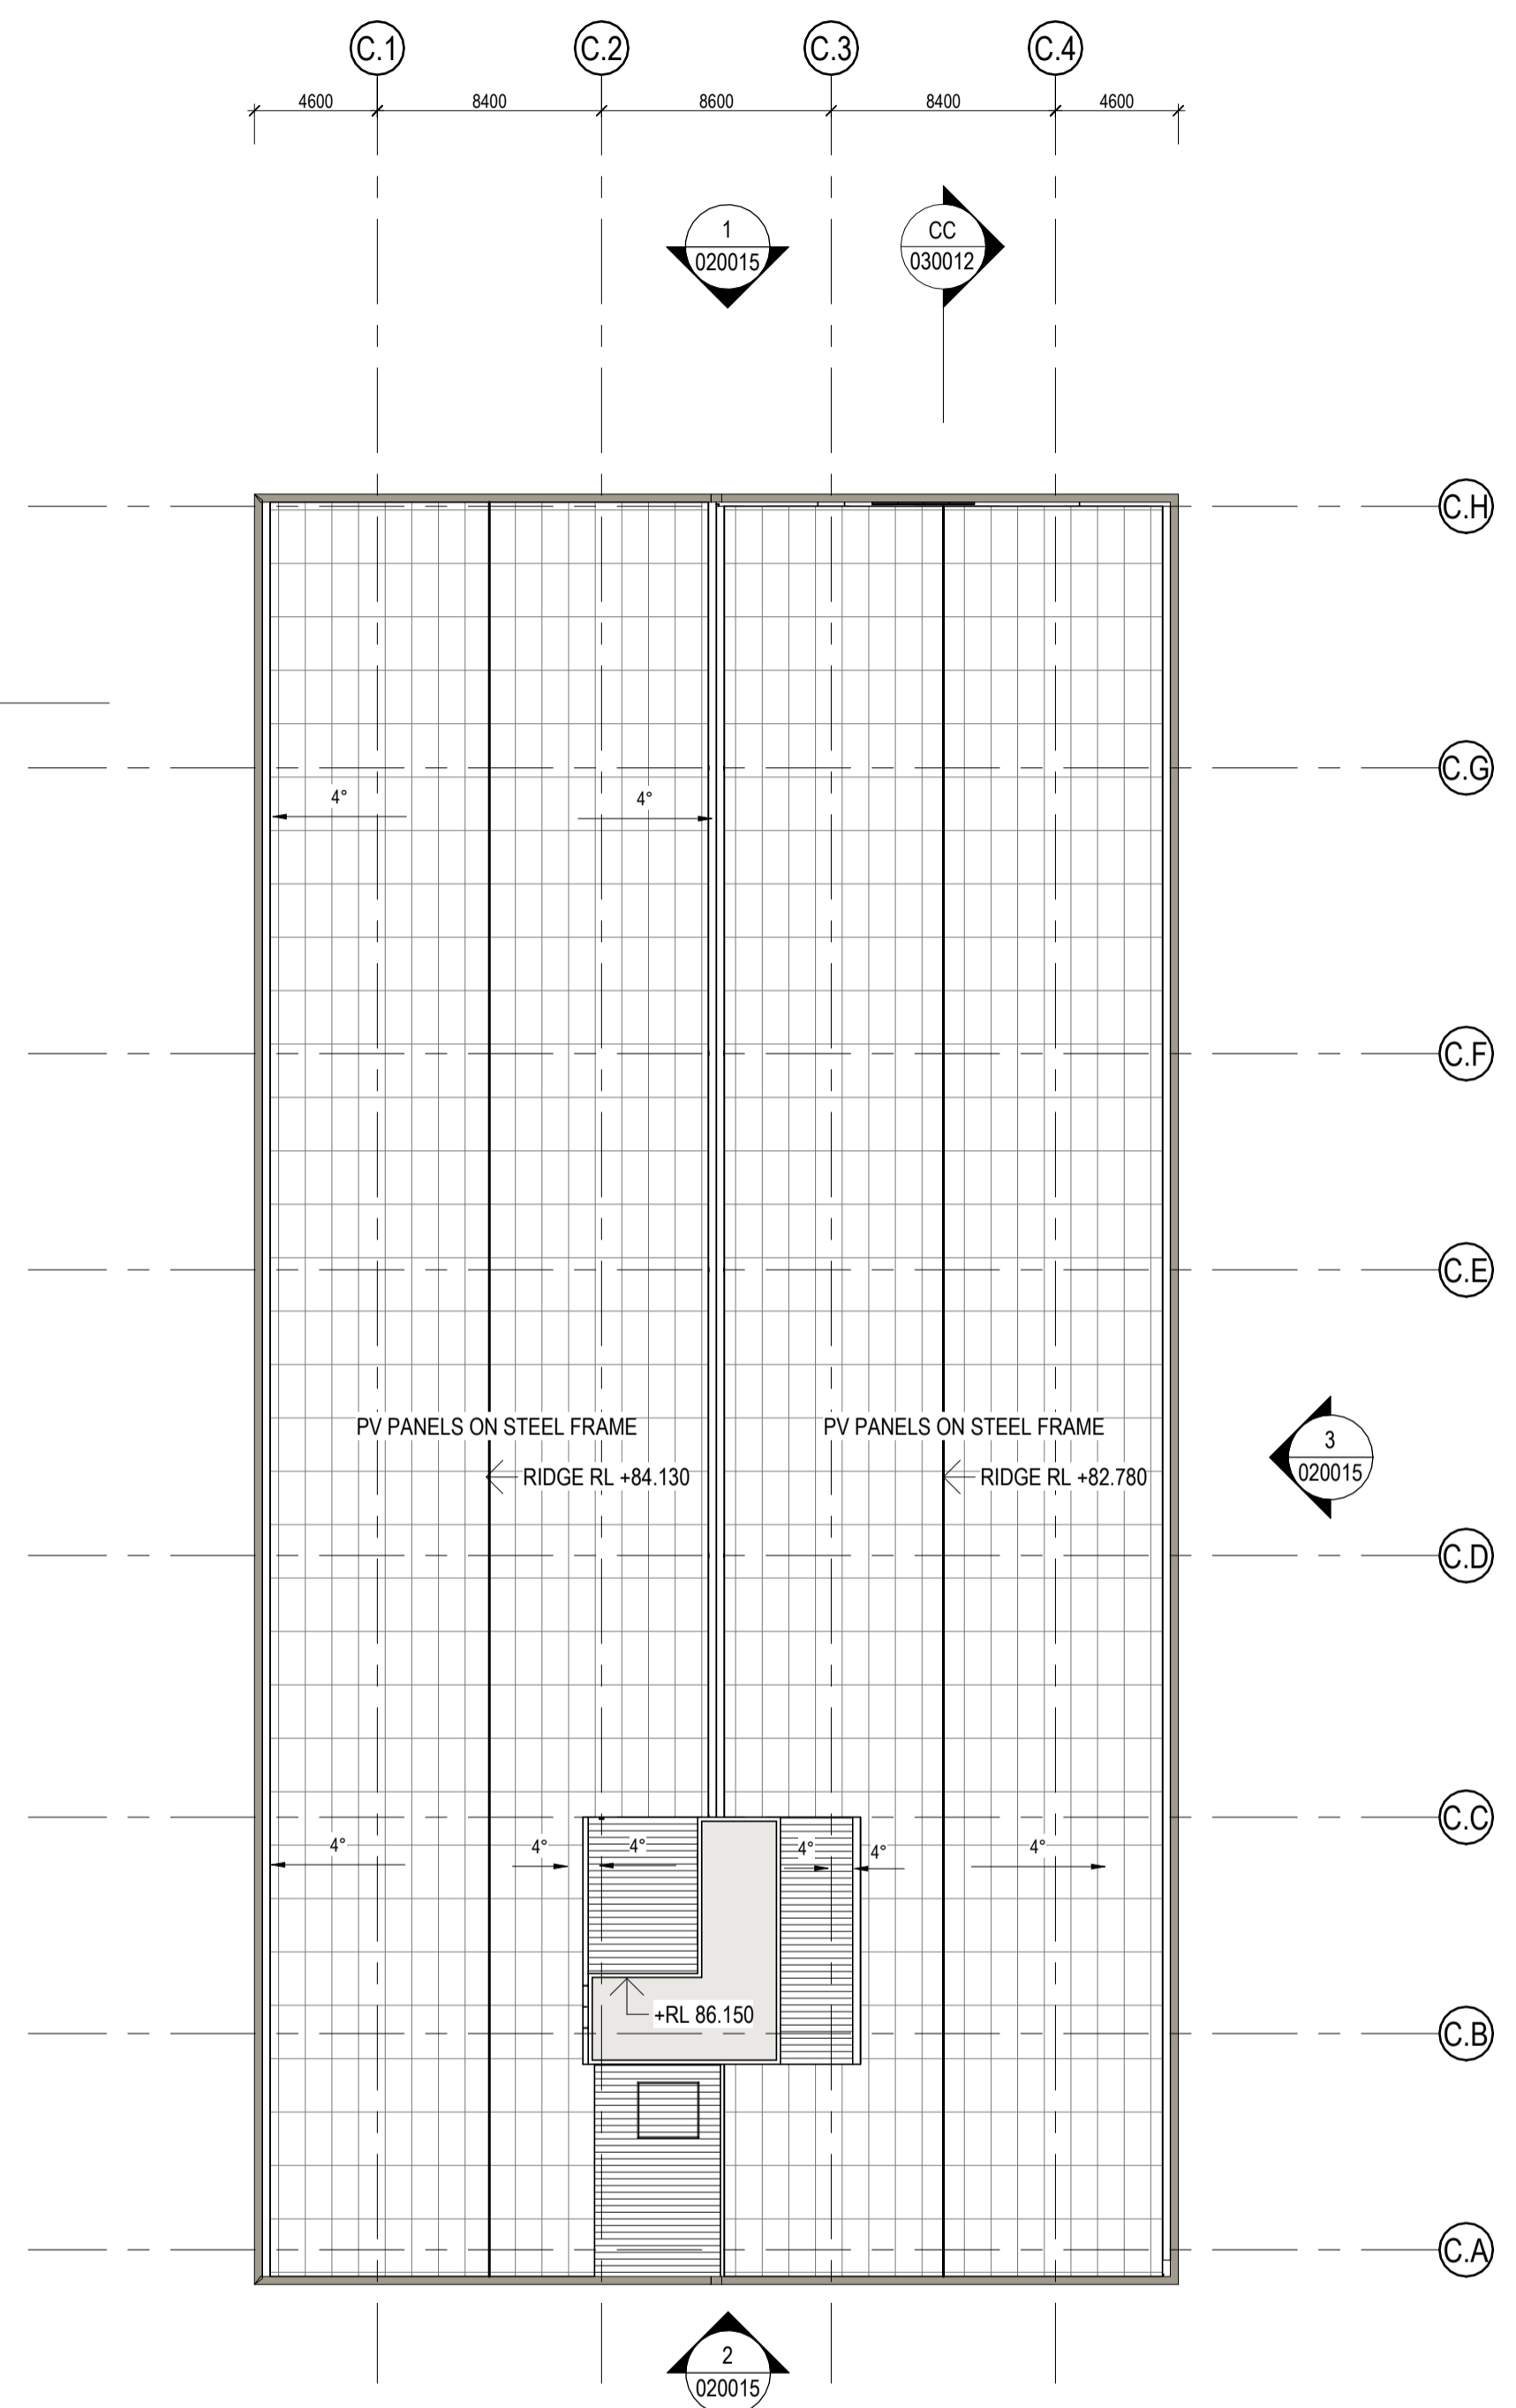 C.1
C.2
C.3
C.4
4600
8400
8600
8400
4600
1
020015
CC
030012
C.H
C.G
4°
4°
C.F
C.E
PV PANELS ON STEEL FRAME
PV PANELS ON STEEL FRAME
RIDGE RL +84.130
RIDGE RL +82.780
3
020015
C.D
C.C
4°
4°
4°
4°
4°
4°
+RL 86.150
C.B
C.A
2
020015